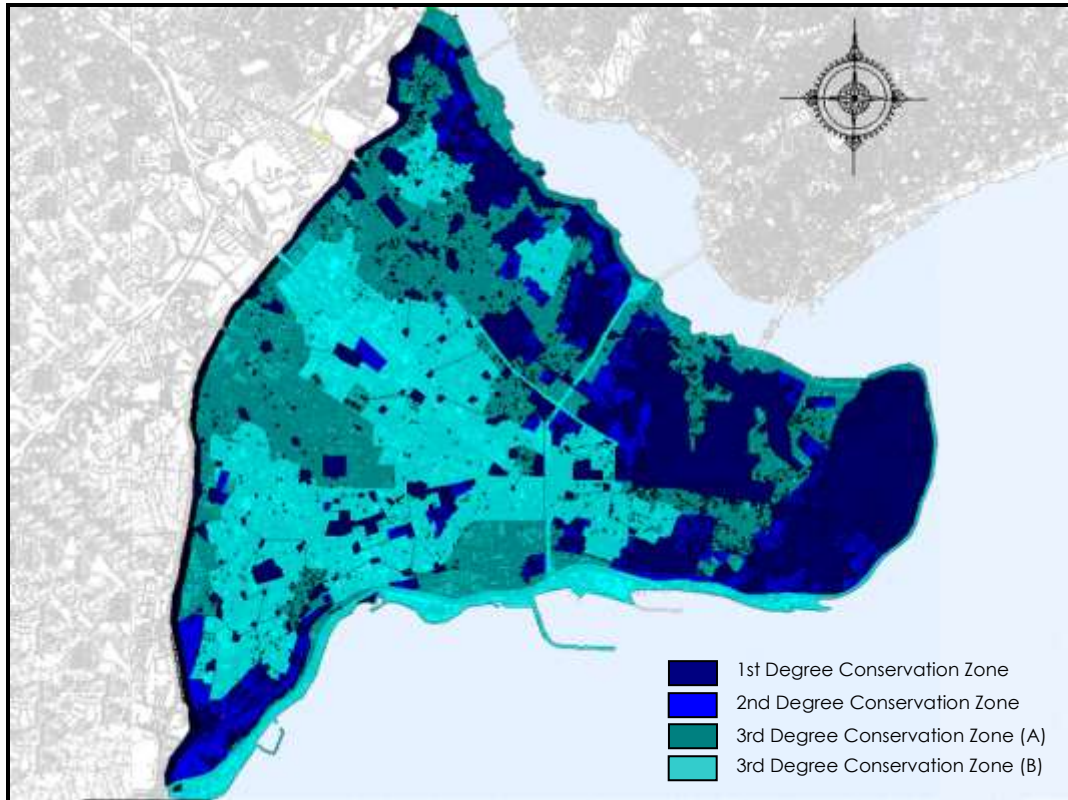 1st Degree Conservation Zone
2nd Degree Conservation Zone
3rd Degree Conservation Zone (A)
3rd Degree Conservation Zone (B)